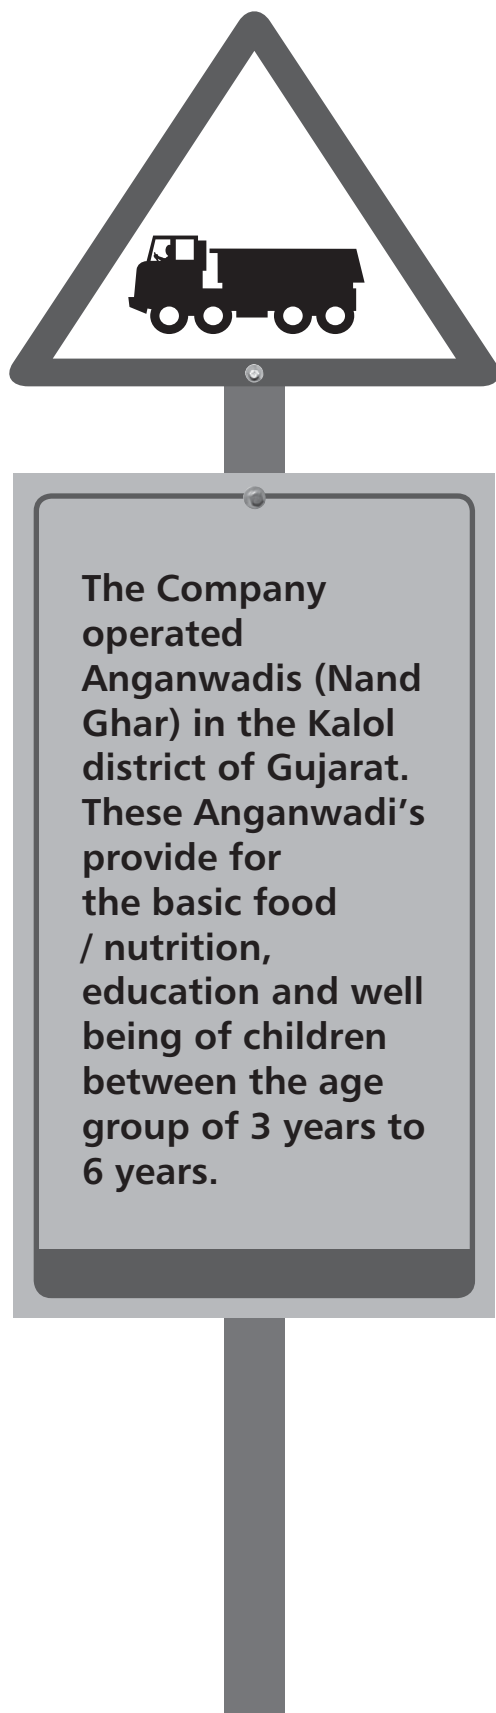 The Company
operated
Anganwadis (Nand
Ghar) in the Kalol
district of Gujarat.
These Anganwadi’s
provide for
the basic food
/ nutrition,
education and well
being of children
between the age
group of 3 years to
6 years.